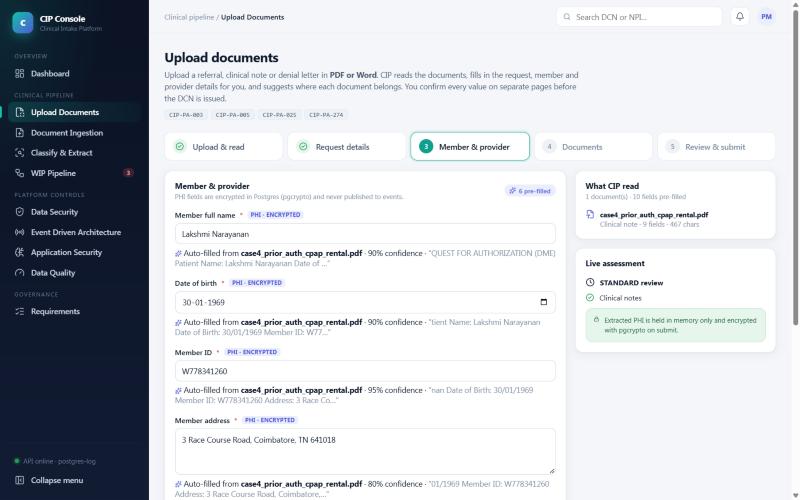 c
CIP Console
Clinical Intake Platform
OVERVIEW
Dashboard
CLINICAL PIPELINE
Upload Documents
Document Ingestion
Classify & Extract
WIP Pipeline 3
PLATFORM CONTROLS
Data Security
Event Driven Architecture
Application Security
Data Quality
GOVERNANCE
Requirements
API online · postgres-log
Collapse menu
Clinical pipeline / Upload Documents
Search DCN or NPI...
PM
Upload documents
Upload a referral, clinical note or denial letter in PDF or Word. CIP reads the documents, fills in the request, member and
provider details for you, and suggests where each document belongs. You confirm every value on separate pages before
the DCN is issued.
CIP-PA-003 CIP-PA-005 CIP-PA-025 CIP-PA-274
Upload & read
Request details
3 Member & provider
4 Documents
5 Review & submit
Member & provider
PHI fields are encrypted in Postgres (pgcrypto) and never published to events.
6 pre-filled
Member full name * PHI · ENCRYPTED
Lakshmi Narayanan
Auto-filled from case4_prior_auth_cpap_rental.pdf · 90% confidence · "QUEST FOR AUTHORIZATION (DME)
Patient Name: Lakshmi Narayanan Date of ..."
Date of birth * PHI · ENCRYPTED
30-01-1969
Auto-filled from case4_prior_auth_cpap_rental.pdf · 90% confidence · "tient Name: Lakshmi Narayanan
Date of Birth: 30/01/1969 Member ID: W77..."
Member ID * PHI · ENCRYPTED
W778341260
Auto-filled from case4_prior_auth_cpap_rental.pdf · 95% confidence · "nan Date of Birth: 30/01/1969
Member ID: W778341260 Address: 3 Race Co..."
Member address * PHI · ENCRYPTED
3 Race Course Road, Coimbatore, TN 641018
Auto-filled from case4_prior_auth_cpap_rental.pdf · 80% confidence · "01/1969 Member ID: W778341260
Address: 3 Race Course Road, Coimbatore,..."
What CIP read
1 document(s) · 10 fields pre-filled
case4_prior_auth_cpap_rental.pdf
Clinical note · 9 fields · 467 chars
Live assessment
STANDARD review
Clinical notes
Extracted PHI is held in memory only and encrypted
with pgcrypto on submit.